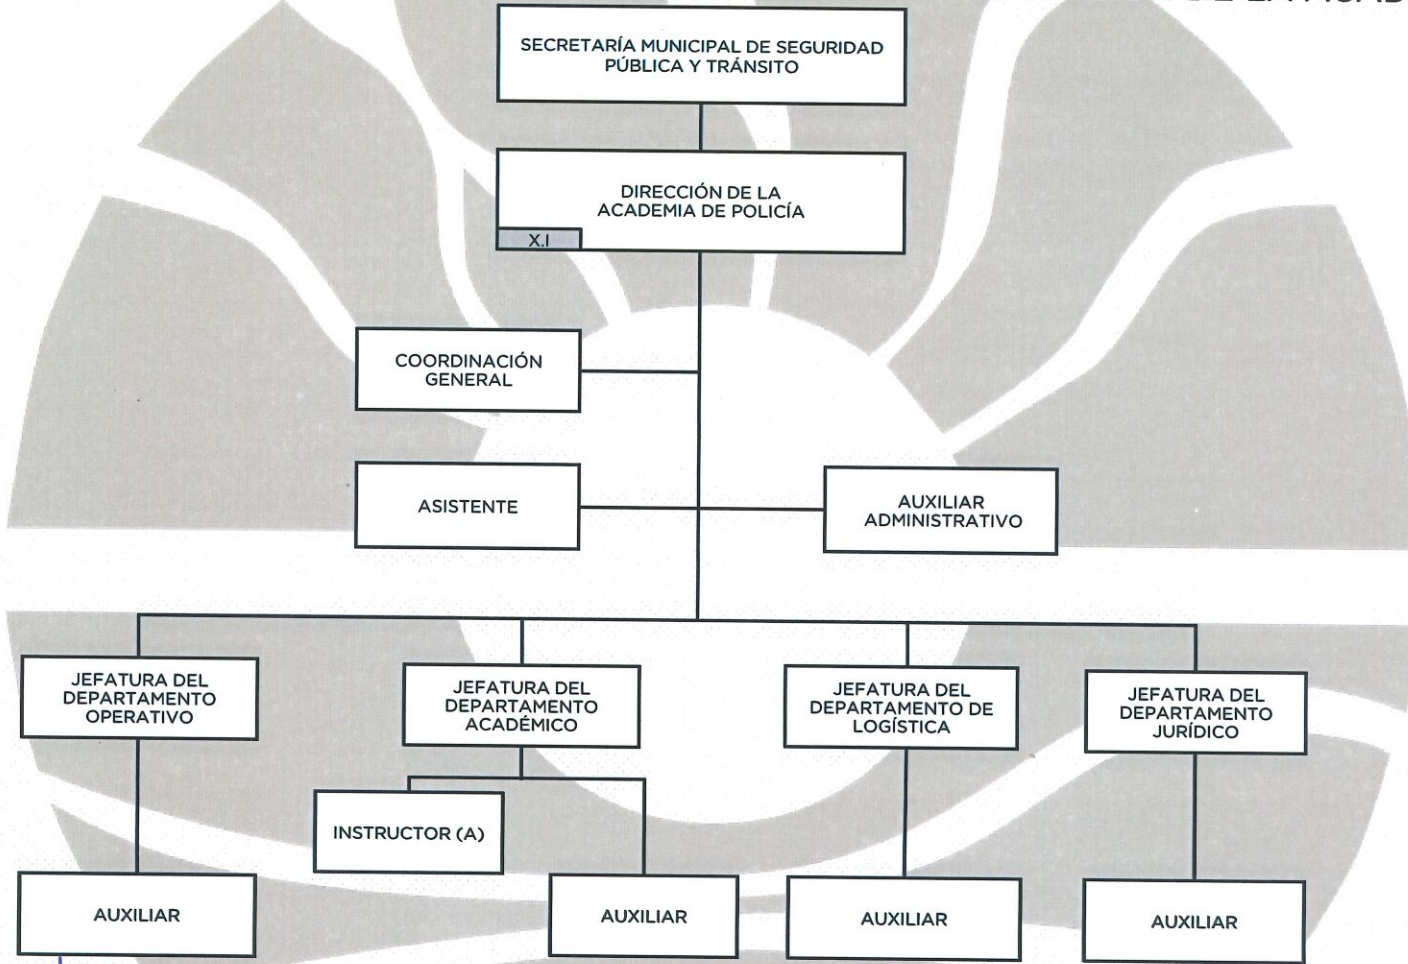 SECRETARÍA MUNICIPAL DE SEGURIDAD
PÚBLICA Y TRÁNSITO
DIRECCIÓN DE LA
ACADEMIA DE POLICÍA
X.I
COORDINACIÓN
GENERAL
ASISTENTE
AUXILIAR
ADMINISTRATIVO
JEFATURA DEL
DEPARTAMENTO
OPERATIVO
JEFATURA DEL
DEPARTAMENTO
ACADÉMICO
JEFATURA DEL
DEPARTAMENTO DE
LOGÍSTICA
JEFATURA DEL
DEPARTAMENTO
JURÍDICO
INSTRUCTOR (A)
AUXILIAR
AUXILIAR
AUXILIAR
AUXILIAR